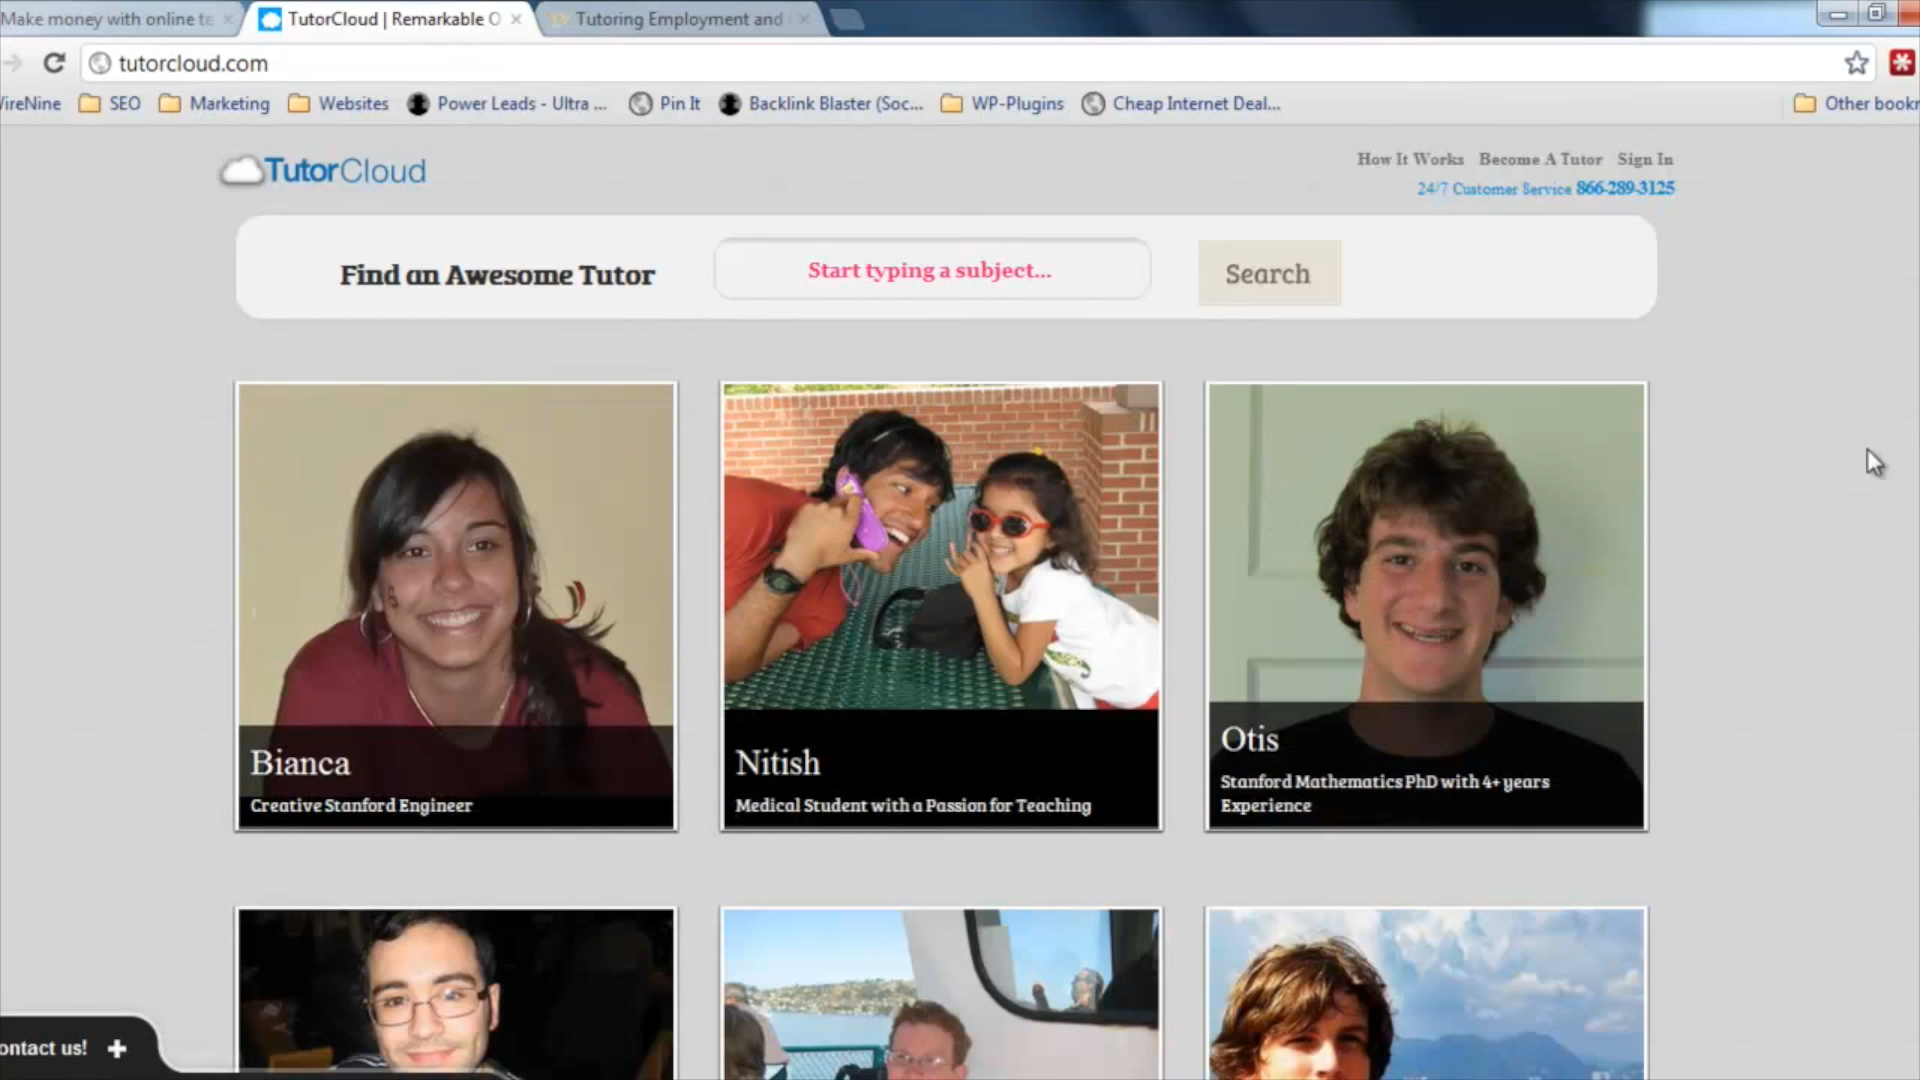 Make money with online te
TutorCloud | Remarkable O
Tutoring Employment and
tutorcloud.com
VireNine
SEO
Marketing
Websites
Power Leads - Ultra ...
Pin It
Backlink Blaster (Soc...
WP-Plugins
Cheap Internet Deal...
Other bookr
TutorCloud
How It Works Become A Tutor Sign In
24/7 Customer Service 866-289-3125
Find an Awesome Tutor
Start typing a subject...
Search
Bianca
Creative Stanford Engineer
Nitish
Medical Student with a Passion for Teaching
Otis
Stanford Mathematics PhD with 4+ years
Experience
ontact us!